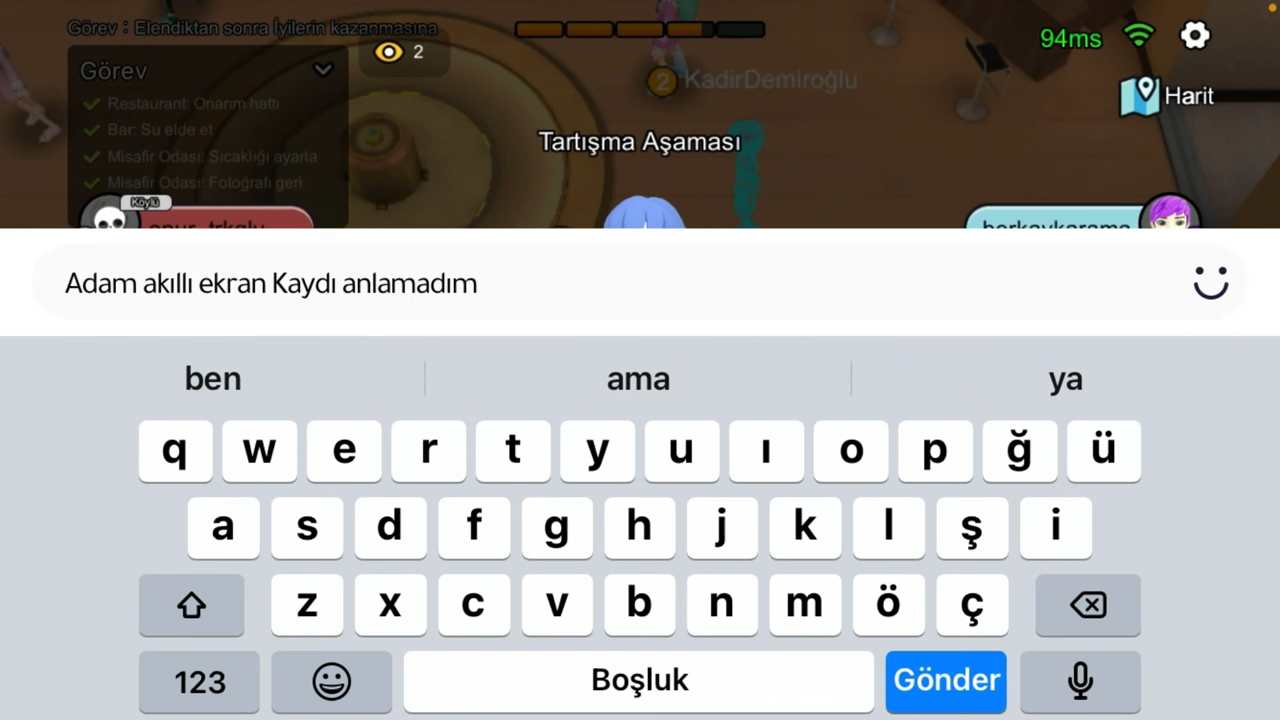 Görev : Elendiktan sonra İyilerin kazanmasına
2
94ms
Görev
KadirDemiroğlu
2
Harit
Restaurant: Onarım hattı
Bar: Su elde et
Tartışma Aşaması
Misafir Odası: Sıcaklığı ayarla
Misafir Odası: Fotoğrafı geri
Köylü
Adam akıllı ekran Kaydı anlamadım
ben ama ya
q w e r t y u ı o p ğ ü
a s d f g h j k l ş i
z x c v b n m ö ç
123 Boşluk Gönder